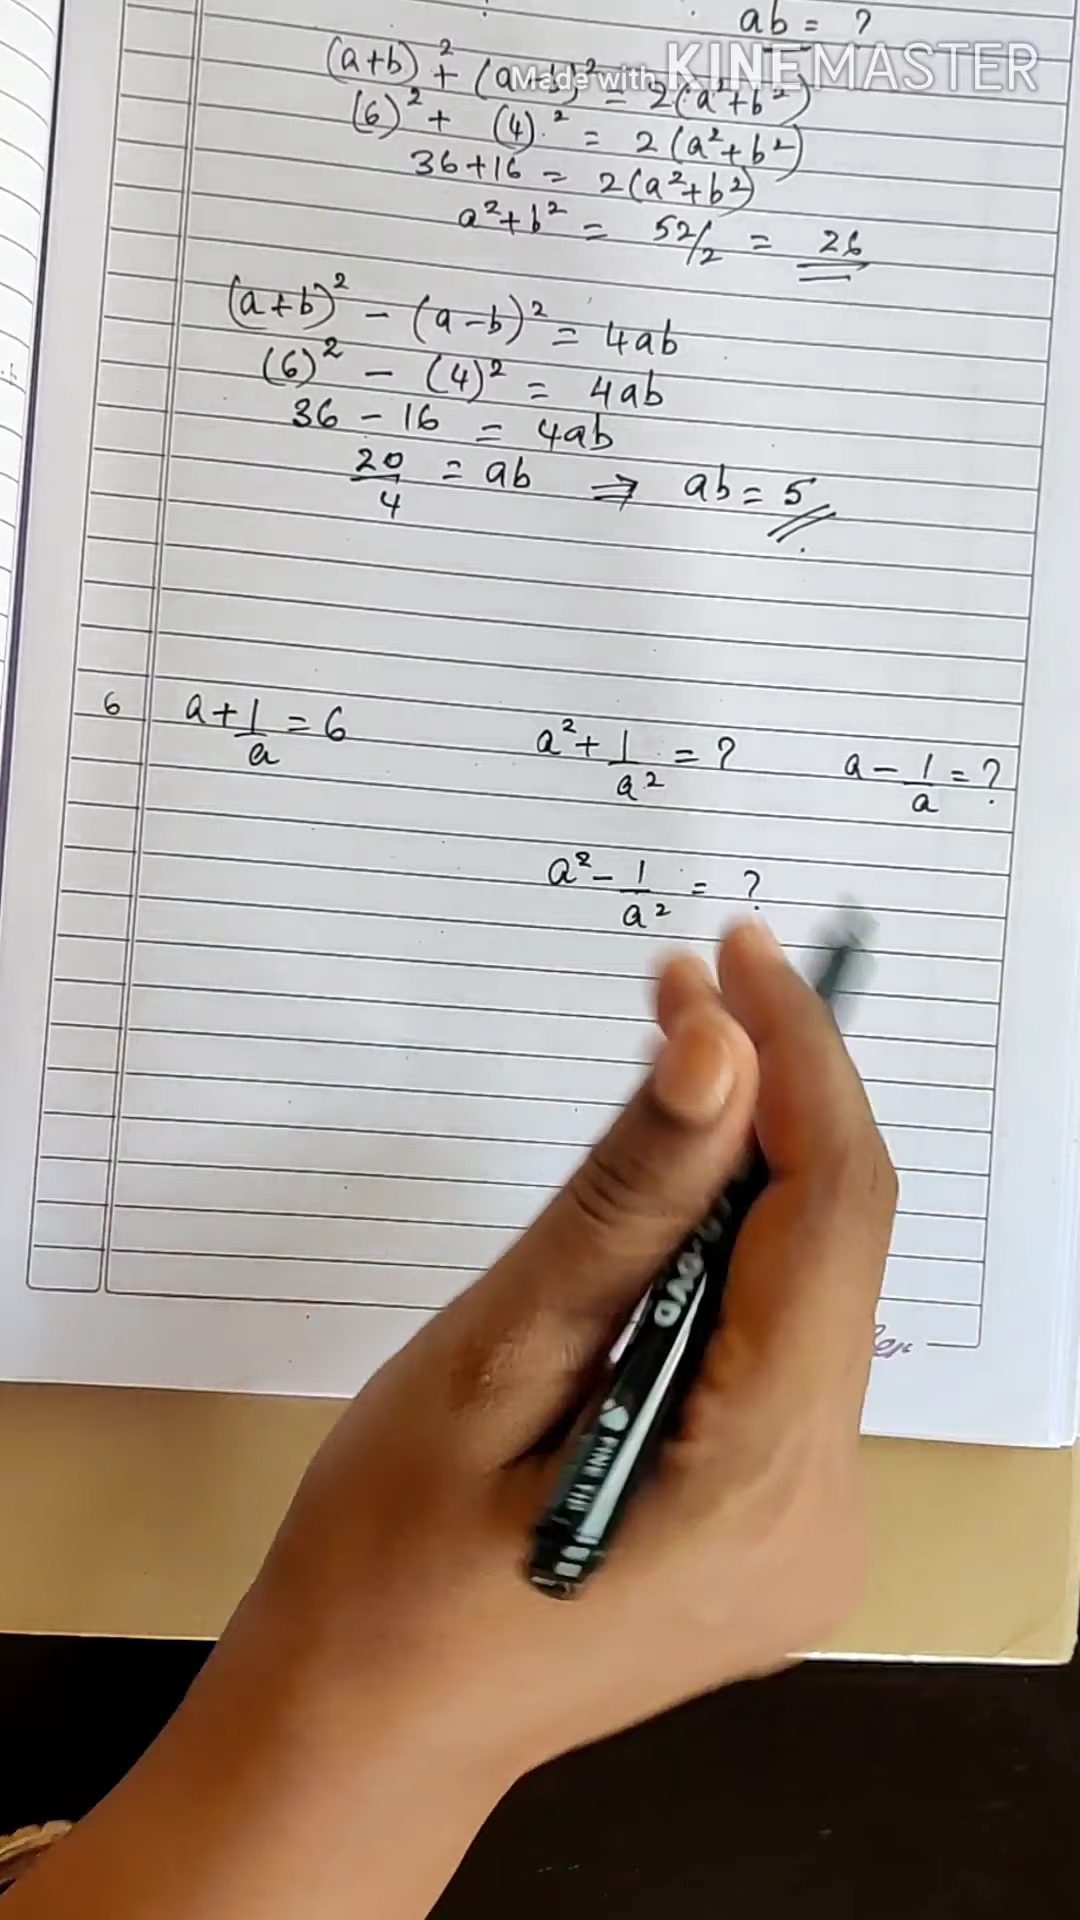 ab = ?
Made with KINEMASTER
(a+b)² + (a-b)² = 2(a²+b²)
(6)² + (4)² = 2(a²+b²)
36+16 = 2(a²+b²)
a²+b² = 52/2 = 26
(a+b)² - (a-b)² = 4ab
(6)² - (4)² = 4ab
36 - 16 = 4ab
20/4 = ab ⇒ ab = 5
6 a+1/a = 6 a²+1/a² = ? a-1/a = ?
a²-1/a² = ?